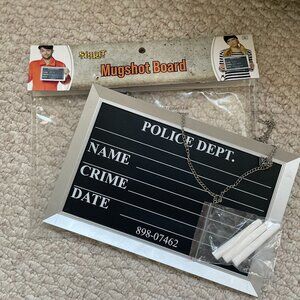 Mugshot Board
POLICE DEPT.
NAME
CRIME
DATE
898-07462